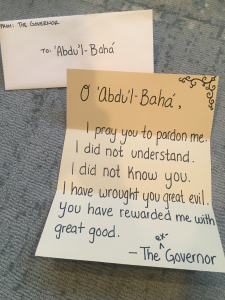 FROM: THE GOVERNOR
TO: 'Abdu'l-Bahá
O 'Abdu'l-Bahá,
I pray you to pardon me.
I did not understand.
I did not know you.
I have wrought you great evil.
you have rewarded me with
great good.
ex-
— The ^ Governor